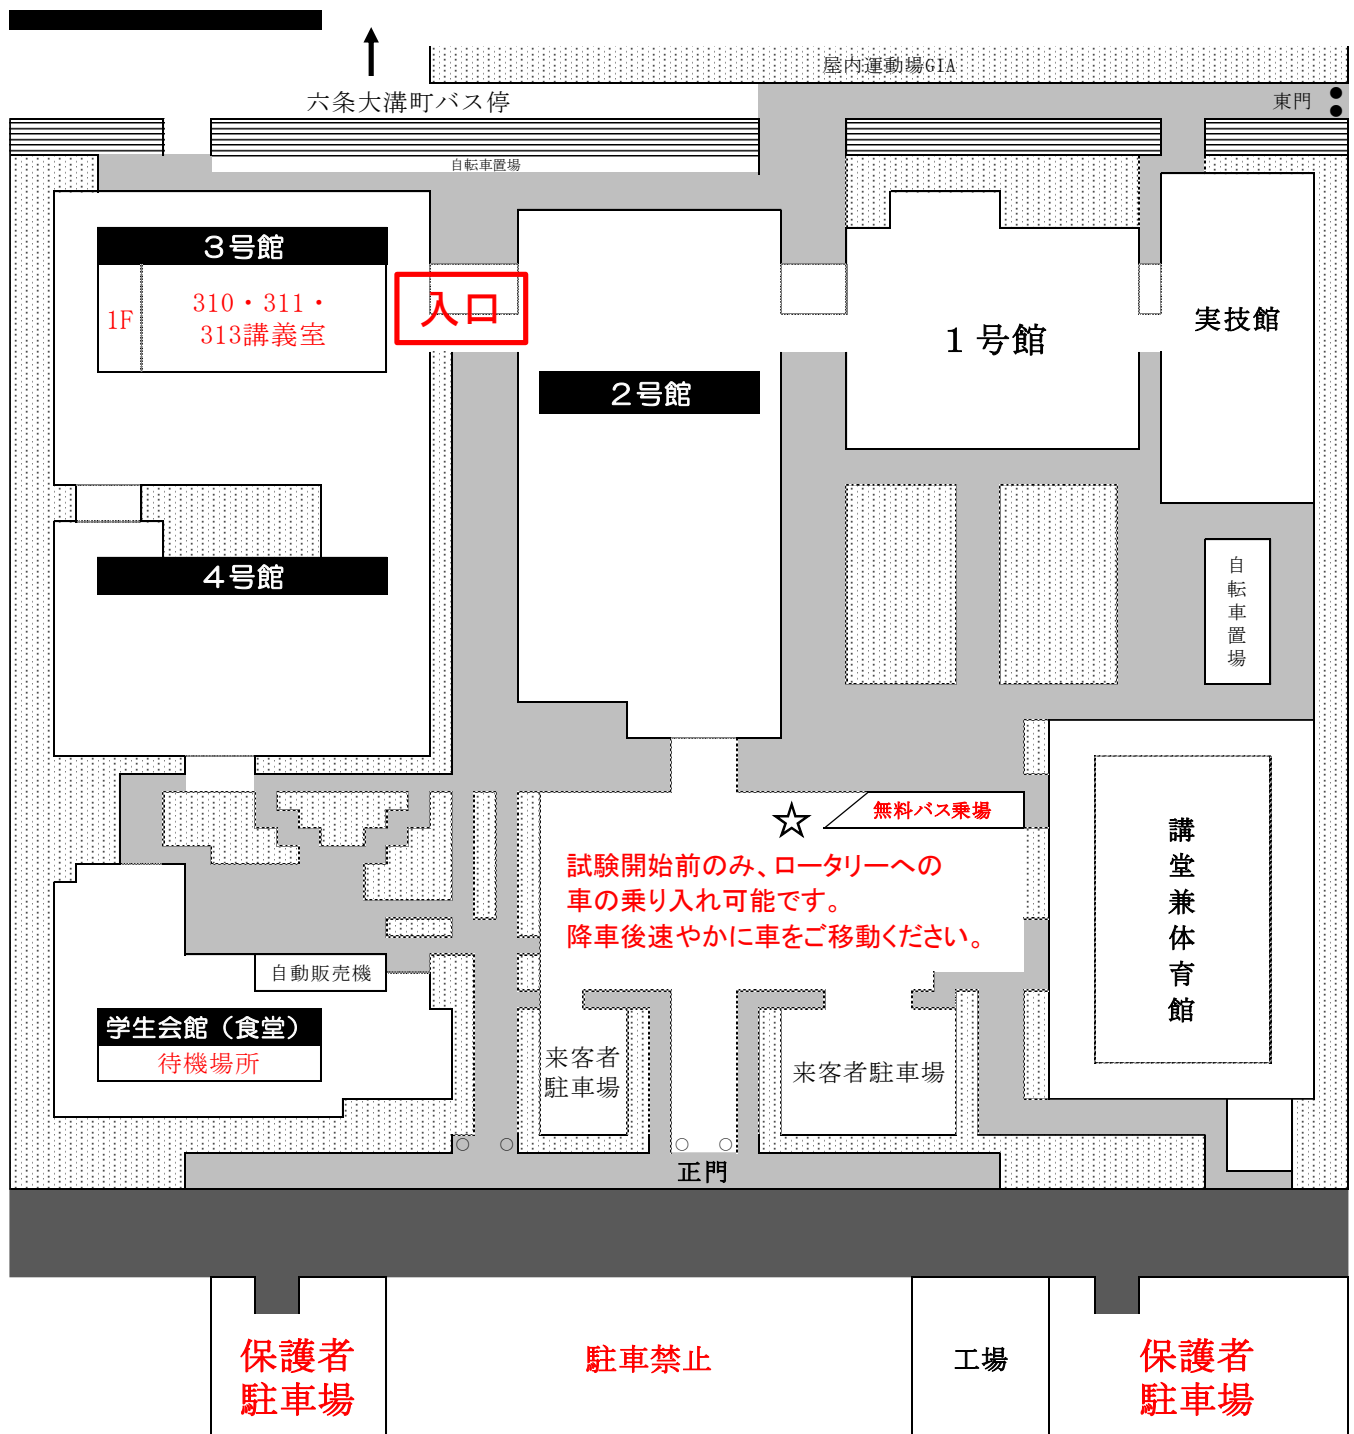 屋内運動場GIA
六条大溝町バス停
東門
自転車置場
3号館
1F
310・311・
313講義室
入口
2号館
1号館
実技館
4号館
自転車置場
無料バス乗場
☆
試験開始前のみ、ロータリーへの
車の乗り入れ可能です。
降車後速やかに車をご移動ください。
講堂兼体育館
自動販売機
学生会館（食堂）
待機場所
来客者
駐車場
来客者駐車場
正門
保護者
駐車場
駐車禁止
工場
保護者
駐車場